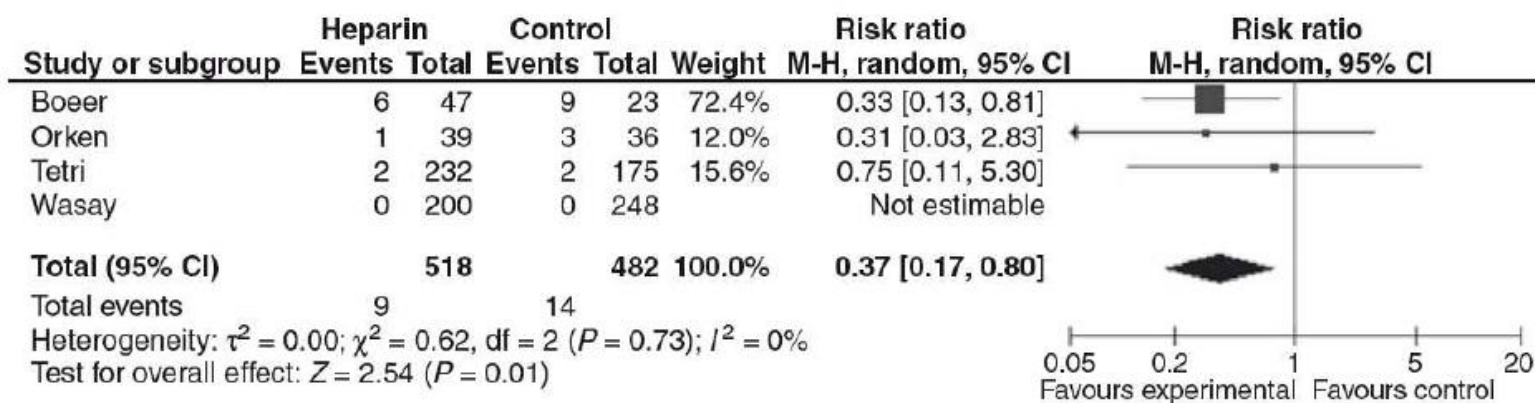 Heparin Control Risk ratio Risk ratio
Study or subgroup Events Total Events Total Weight M-H, random, 95% CI M-H, random, 95% CI
Boeer 6 47 9 23 72.4% 0.33 [0.13, 0.81]
Orken 1 39 3 36 12.0% 0.31 [0.03, 2.83]
Tetri 2 232 2 175 15.6% 0.75 [0.11, 5.30]
Wasay 0 200 0 248 Not estimable
Total (95% CI) 518 482 100.0% 0.37 [0.17, 0.80]
Total events 9 14
Heterogeneity: τ² = 0.00; χ² = 0.62, df = 2 (P = 0.73); I² = 0%
Test for overall effect: Z = 2.54 (P = 0.01)
0.05 0.2 1 5 20
Favours experimental Favours control